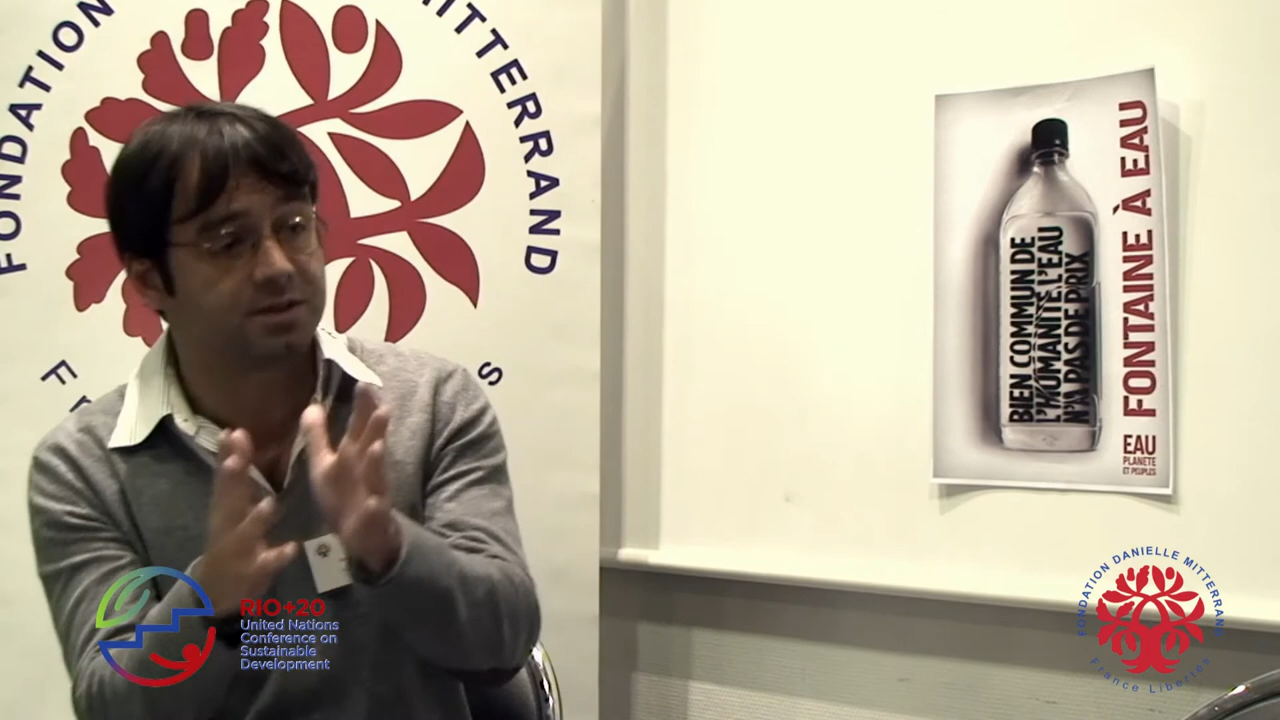 FONDATION
MITTERRAND
BIEN COMMUN DE
L'HUMANITÉ L'EAU
N'A PAS DE PRIX
FONTAINE À EAU
EAU
PLANETE
ET PEUPLES
RIO+20
United Nations
Conference on
Sustainable
Development
FONDATION DANIELLE MITTERRAND
France Libertés